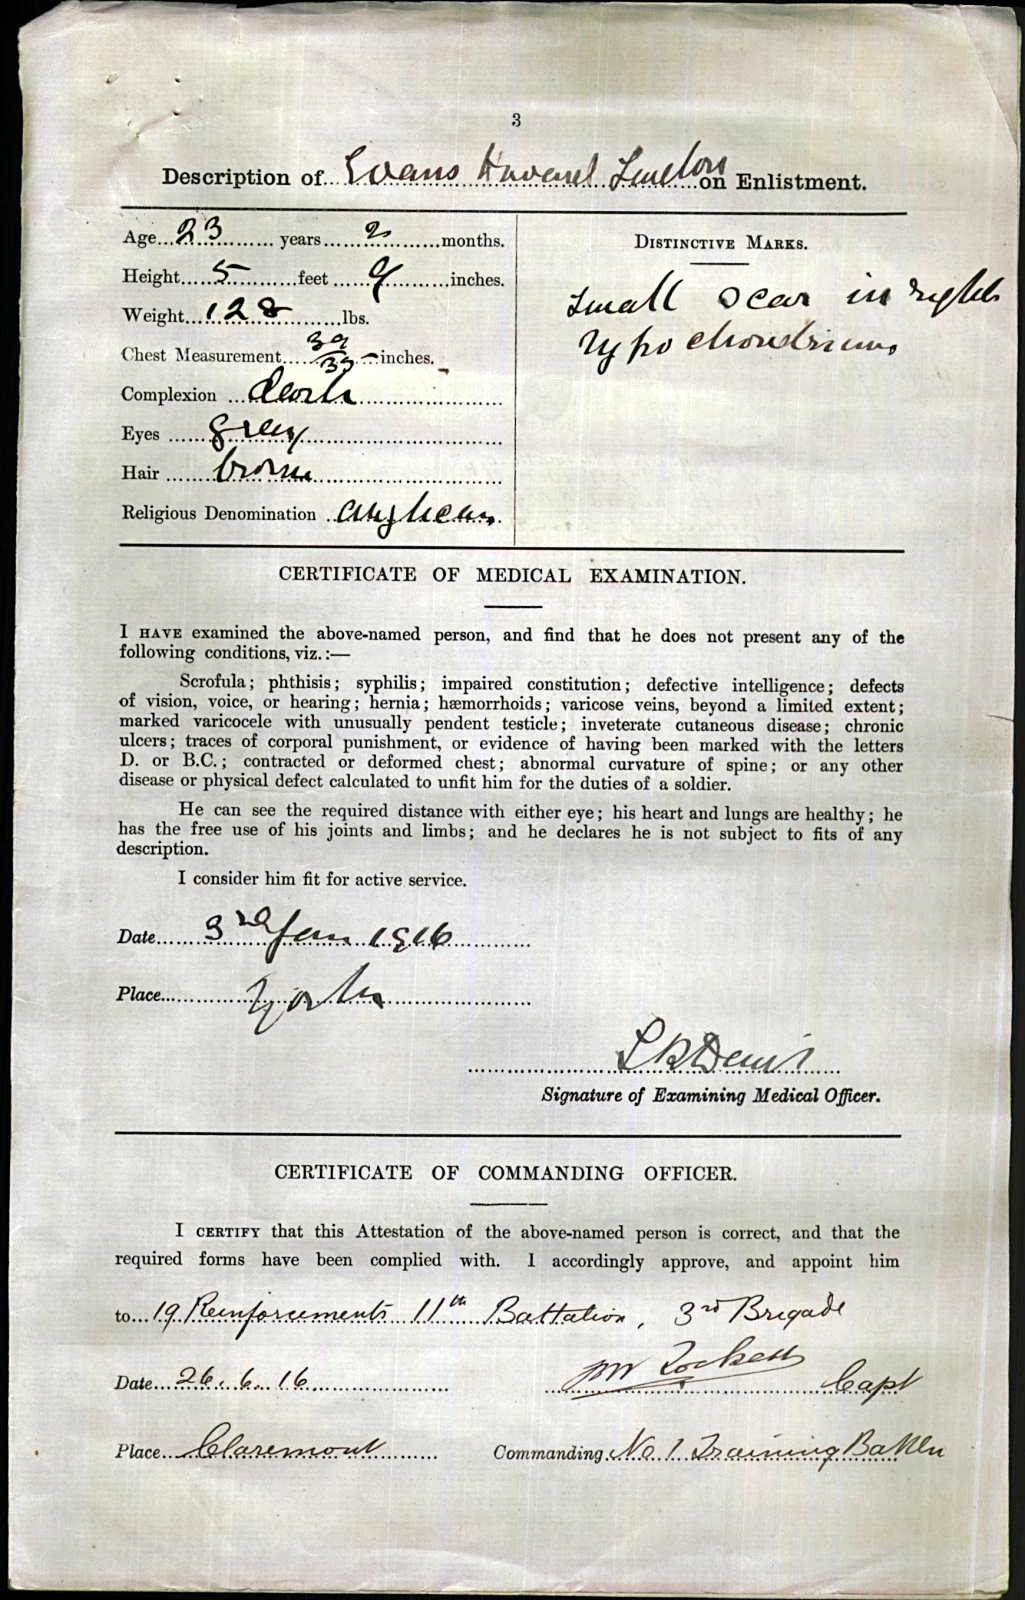 3
Description of Evans on Enlistment.
Age 23 years 2 months.
Height 5 feet 9 inches.
Weight 128 lbs.
Chest Measurement 39/35 inches.
Complexion dark
Eyes grey
Hair brown
Religious Denomination Anglican
DISTINCTIVE MARKS.
Small scar in right
hypochondrium
CERTIFICATE OF MEDICAL EXAMINATION.
I HAVE examined the above-named person, and find that he does not present any of the
following conditions, viz.:—
Scrofula; phthisis; syphilis; impaired constitution; defective intelligence; defects
of vision, voice, or hearing; hernia; hæmorrhoids; varicose veins, beyond a limited extent;
marked varicocele with unusually pendent testicle; inveterate cutaneous disease; chronic
ulcers; traces of corporal punishment, or evidence of having been marked with the letters
D. or B.C.; contracted or deformed chest; abnormal curvature of spine; or any other
disease or physical defect calculated to unfit him for the duties of a soldier.
He can see the required distance with either eye; his heart and lungs are healthy; he
has the free use of his joints and limbs; and he declares he is not subject to fits of any
description.
I consider him fit for active service.
Date 3rd Jan 1916
Place York
Signature of Examining Medical Officer.
CERTIFICATE OF COMMANDING OFFICER.
I CERTIFY that this Attestation of the above-named person is correct, and that the
required forms have been complied with. I accordingly approve, and appoint him
to 19 Reinforcements 11th Battalion, 3rd Brigade
Date 26.6.16 Capt
Place Claremont Commanding No 1 Training Battln